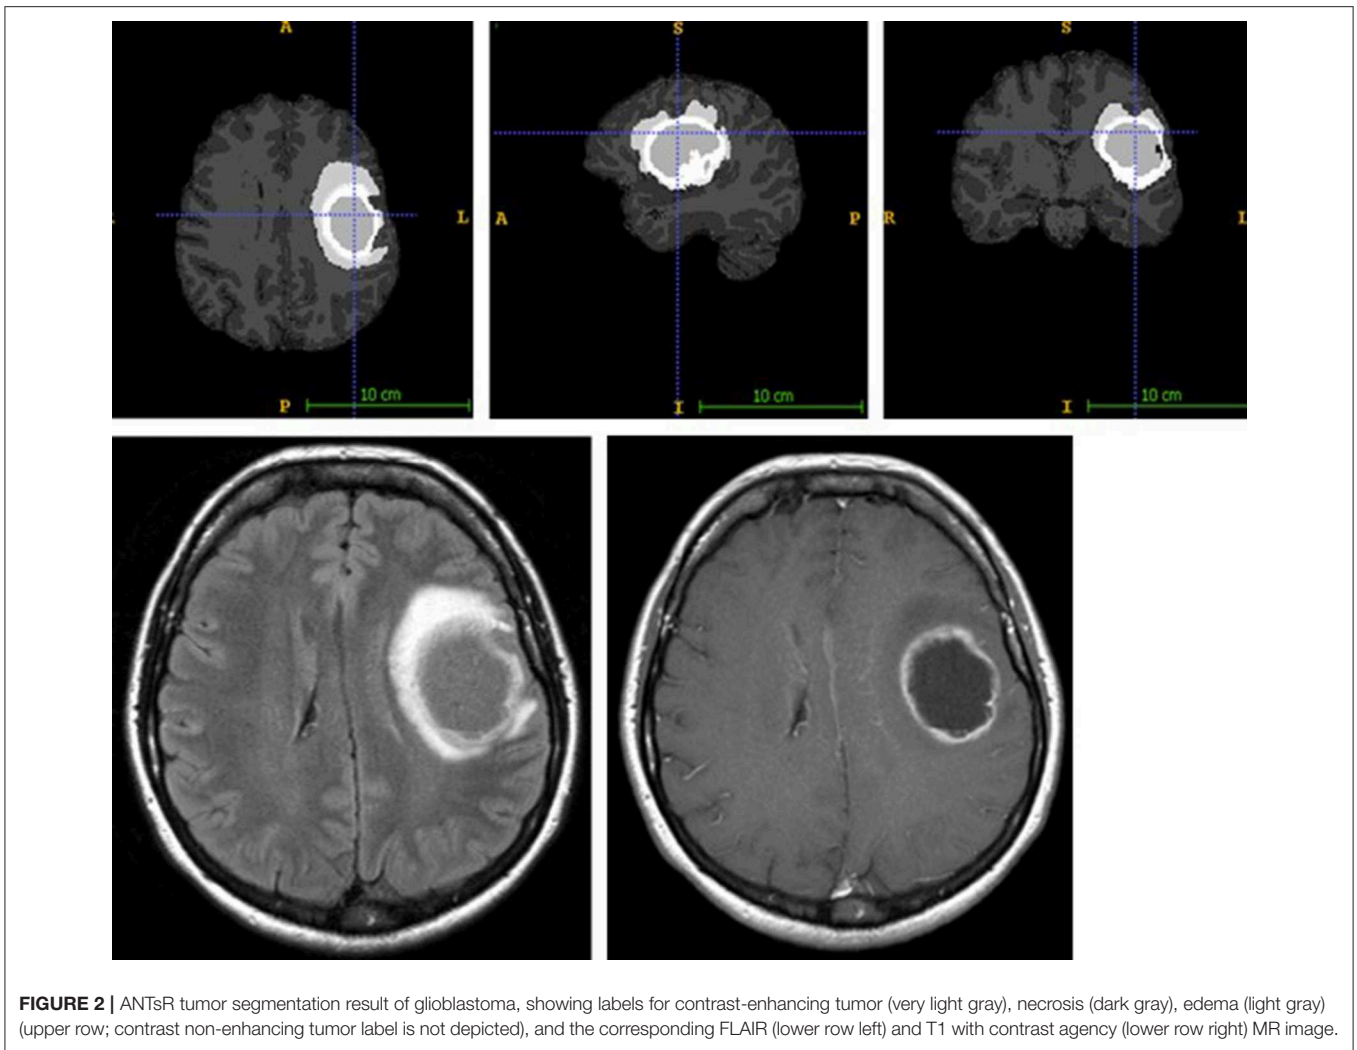 A
S
S
L
A
P
R
L
10 cm
10 cm
10 cm
P
I
I
FIGURE 2 | ANTsR tumor segmentation result of glioblastoma, showing labels for contrast-enhancing tumor (very light gray), necrosis (dark gray), edema (light gray)
(upper row; contrast non-enhancing tumor label is not depicted), and the corresponding FLAIR (lower row left) and T1 with contrast agency (lower row right) MR image.